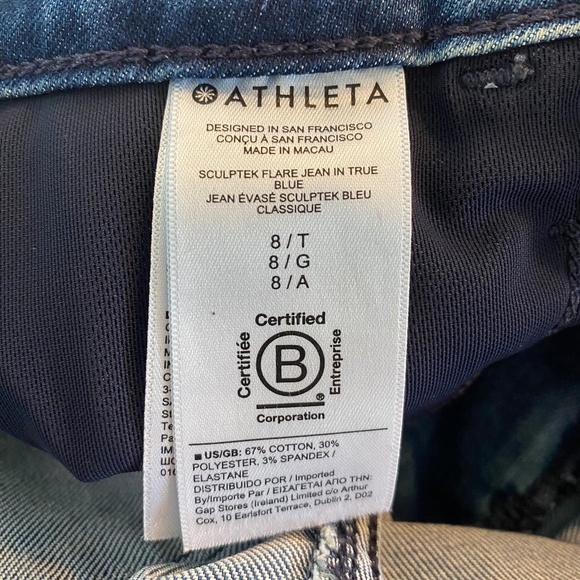 ATHLETA
DESIGNED IN SAN FRANCISCO
CONÇU À SAN FRANCISCO
MADE IN MACAU
SCULPTEK FLARE JEAN IN TRUE
BLUE
JEAN ÉVASÉ SCULPTEK BLEU
CLASSIQUE
8 / T
8 / G
8 / A
Certified
Certifiée
B
Entreprise
®
Corporation
■ US/GB: 67% COTTON, 30%
POLYESTER, 3% SPANDEX /
ELASTANE
DISTRIBUIDO POR / Imported
By/Importe Par / ΕΙΣΑΓΕΤΑΙ ΑΠΟ ΤΗΝ:
Gap Stores (Ireland) Limited c/o Arthur
Cox, 10 Earlsfort Terrace, Dublin 2, D02